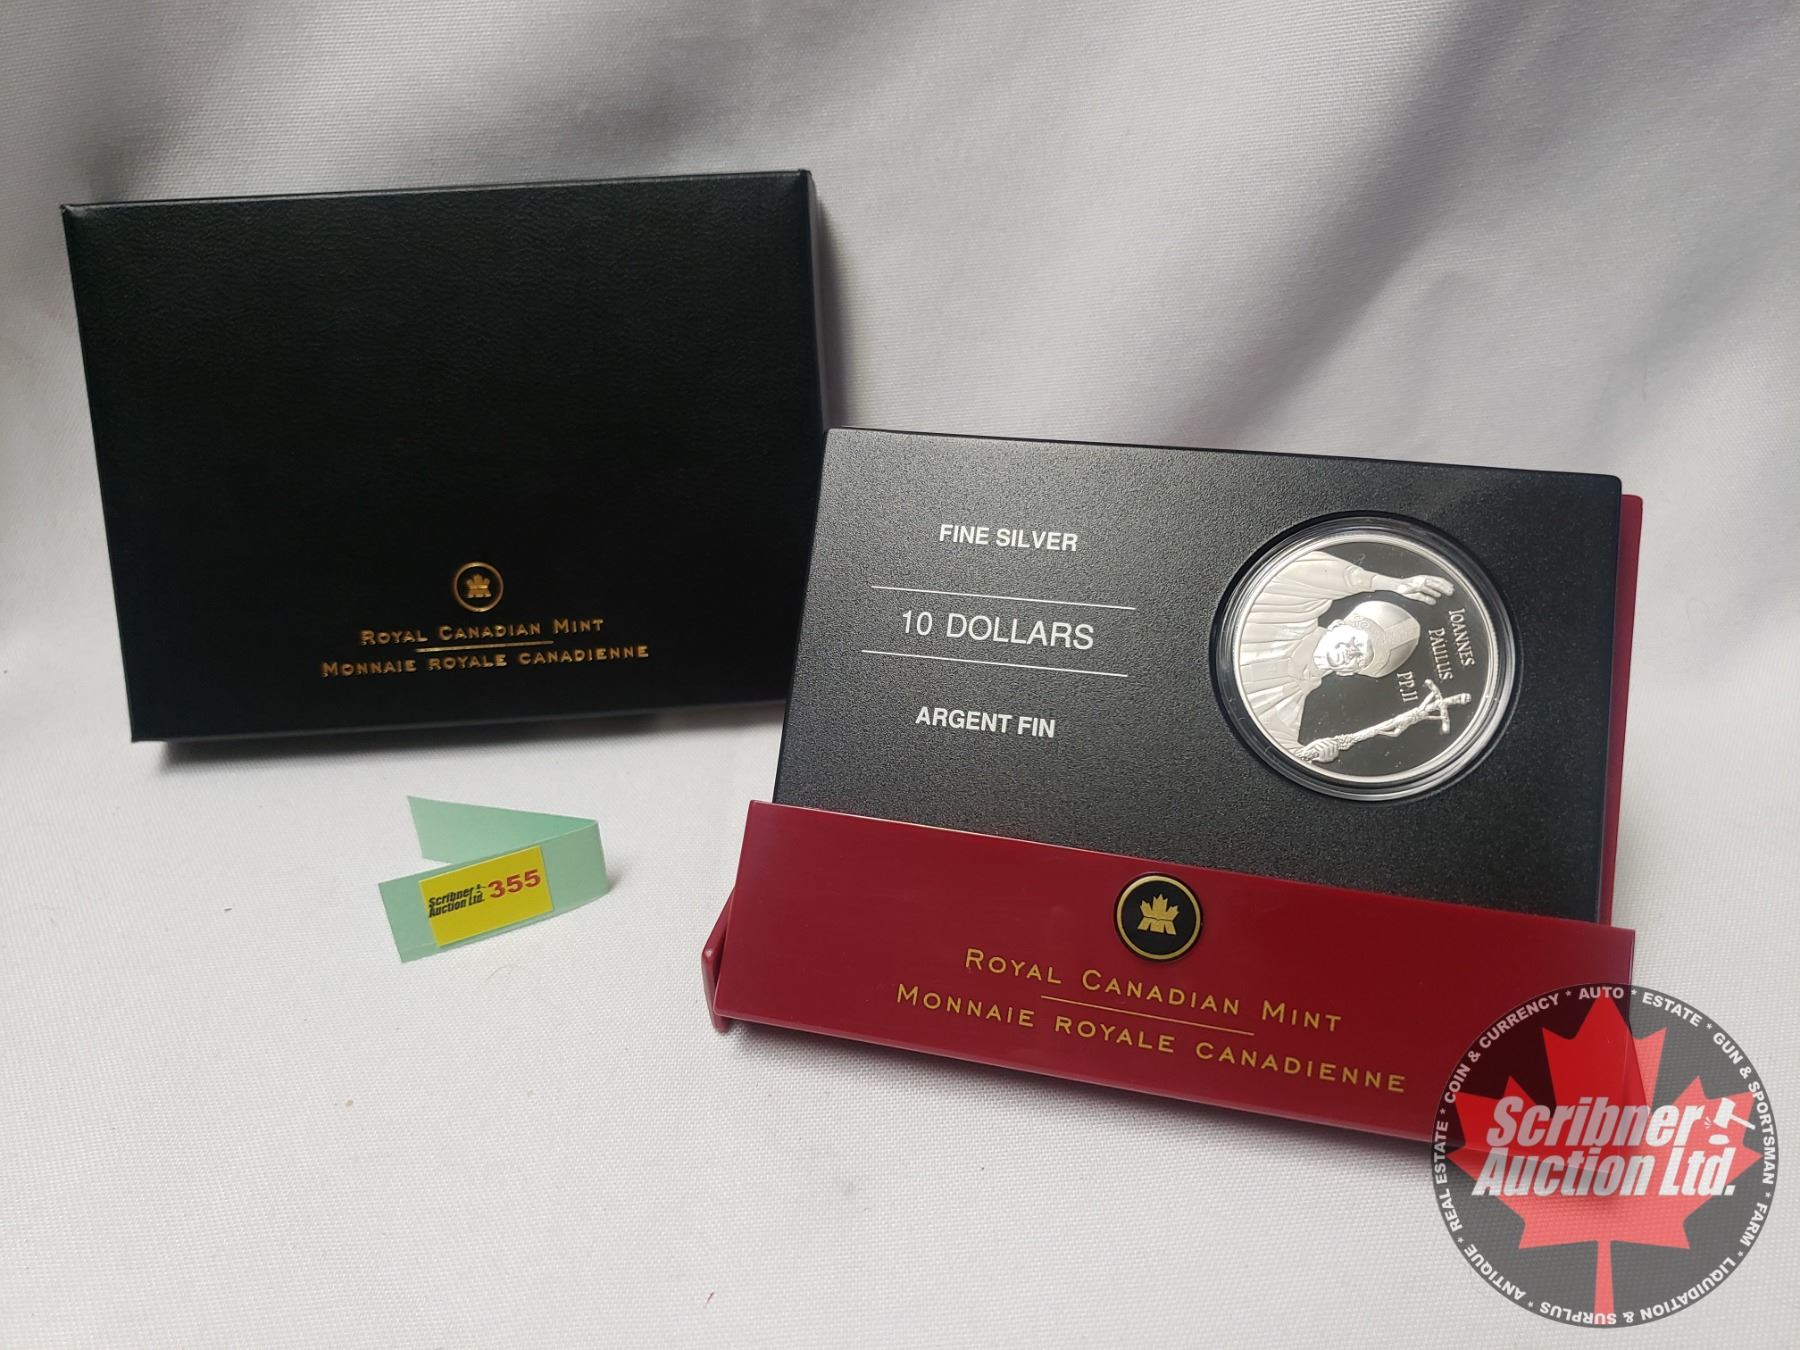 ROYAL CANADIAN MINT
MONNAIE ROYALE CANADIENNE
FINE SILVER
10 DOLLARS
ARGENT FIN
IOANNES
PAULUS
PP.II
ROYAL CANADIAN MINT
MONNAIE ROYALE CANADIENNE
Scribner
Auction Ltd. 355
Scribner
Auction Ltd.
ANTIQUE * REAL ESTATE * COIN & CURRENCY * AUTO * ESTATE * GUN & SPORTSMAN * FARM * LIQUIDATION & SURPLUS *